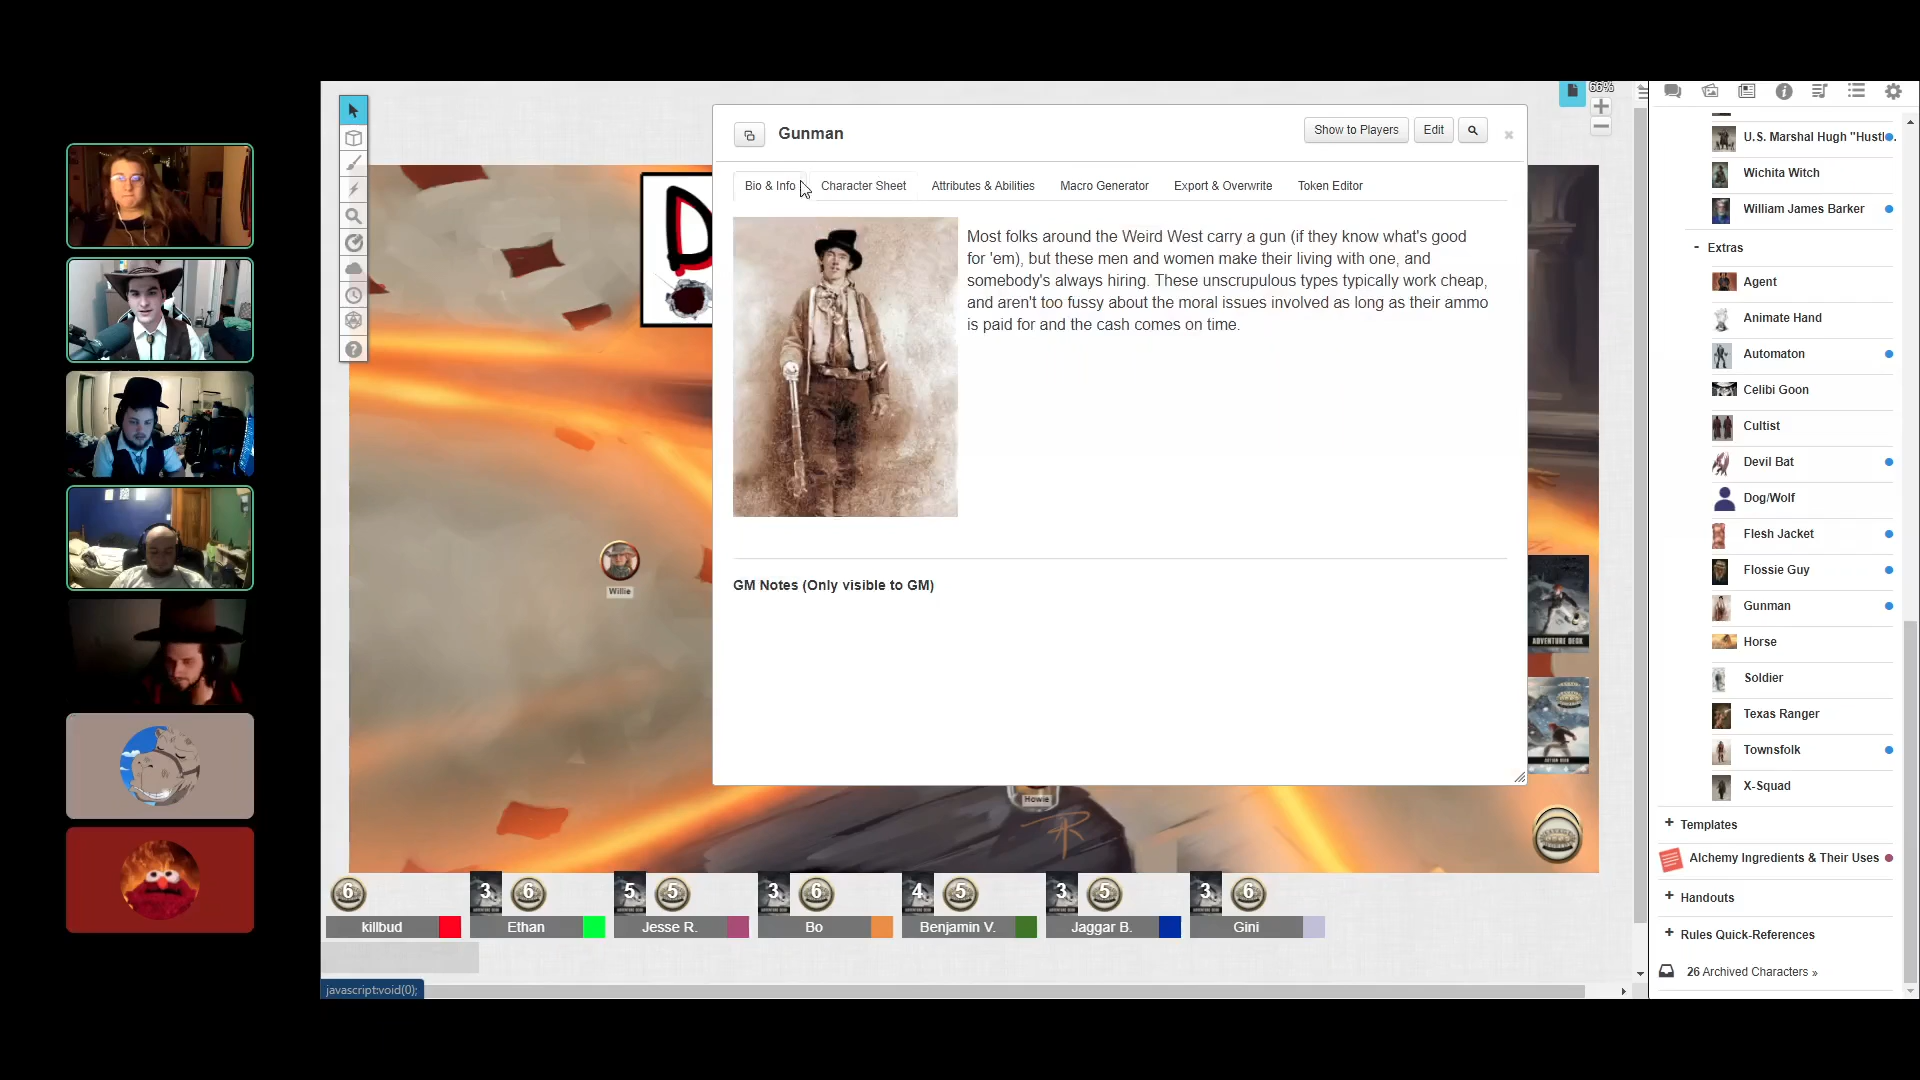 66%
Gunman
Show to Players
Edit
Bio & Info
Character Sheet
Attributes & Abilities
Macro Generator
Export & Overwrite
Token Editor
Most folks around the Weird West carry a gun (if they know what's good
for 'em), but these men and women make their living with one, and
somebody's always hiring. These unscrupulous types typically work cheap,
and aren't too fussy about the moral issues involved as long as their ammo
is paid for and the cash comes on time.
GM Notes (Only visible to GM)
D
Willie
Howie
ADVENTURE DECK
ACTION DECK
6
3
6
5
5
3
6
4
5
3
5
3
6
killbud
Ethan
Jesse R.
Bo
Benjamin V.
Jaggar B.
Gini
javascript:void(0);
U.S. Marshal Hugh "Hustl...
Wichita Witch
William James Barker
- Extras
Agent
Animate Hand
Automaton
Celibi Goon
Cultist
Devil Bat
Dog/Wolf
Flesh Jacket
Flossie Guy
Gunman
Horse
Soldier
Texas Ranger
Townsfolk
X-Squad
+ Templates
Alchemy Ingredients & Their Uses
+ Handouts
+ Rules Quick-References
26 Archived Characters »